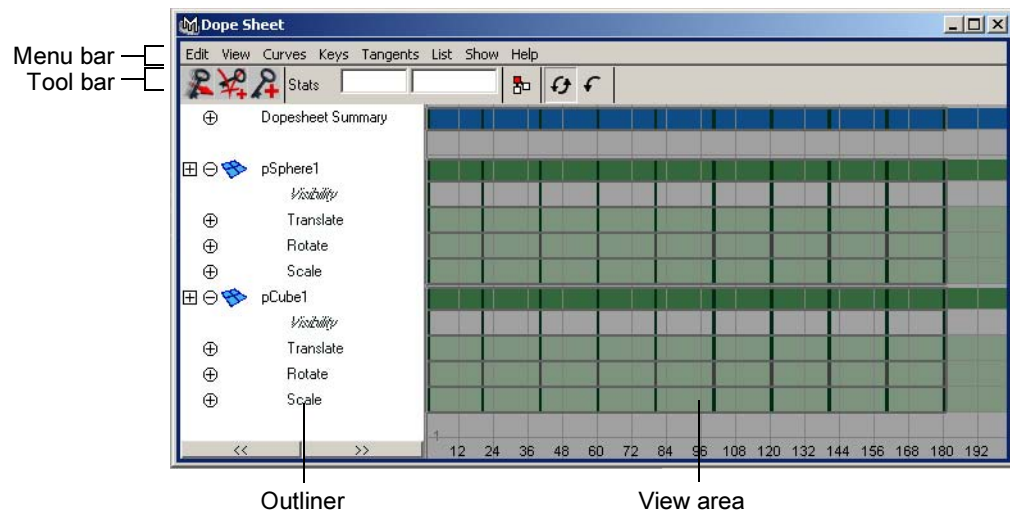 Dope Sheet
Menu bar
Edit View Curves Keys Tangents List Show Help
Tool bar
Stats
Dopesheet Summary
pSphere1
Visibility
Translate
Rotate
Scale
pCube1
Visibility
Translate
Rotate
Scale
-1
<< >> 12 24 36 48 60 72 84 96 108 120 132 144 156 168 180 192
Outliner View area